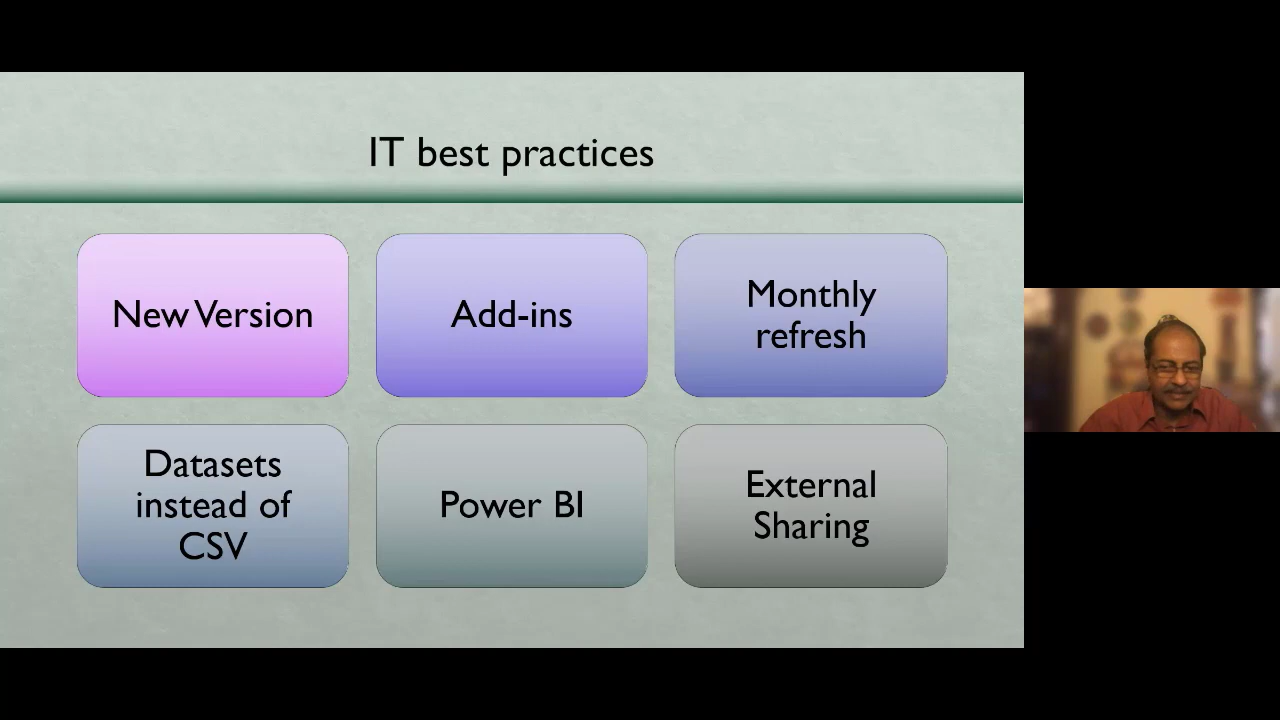 IT best practices
New Version
Add-ins
Monthly
refresh
Datasets
instead of
CSV
Power BI
External
Sharing